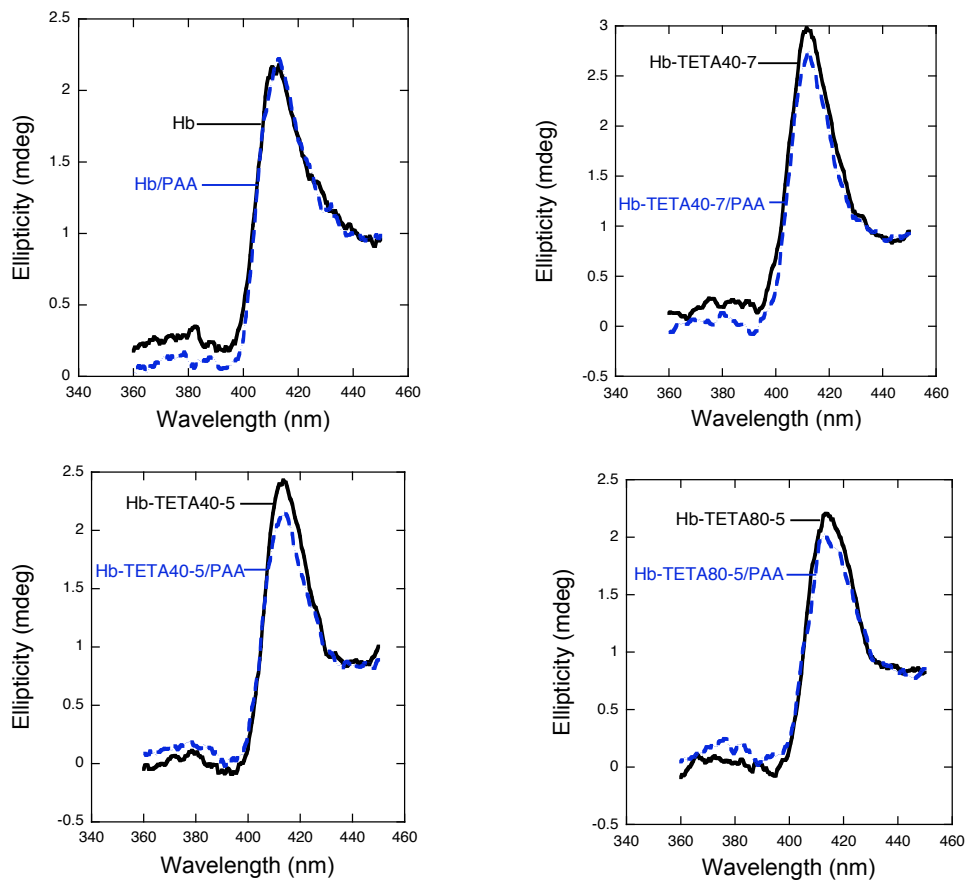 2.5
2
1.5
1
0.5
0
Ellipticity (mdeg)
Hb
Hb/PAA
340 360 380 400 420 440 460
Wavelength (nm)
3
2.5
2
1.5
1
0.5
0
-0.5
Ellipticity (mdeg)
Hb-TETA40-7
Hb-TETA40-7/PAA
340 360 380 400 420 440 460
Wavelength (nm)
2.5
2
1.5
1
0.5
0
-0.5
Ellipticity (mdeg)
Hb-TETA40-5
Hb-TETA40-5/PAA
340 360 380 400 420 440 460
Wavelength (nm)
2.5
2
1.5
1
0.5
0
-0.5
Ellipticity (mdeg)
Hb-TETA80-5
Hb-TETA80-5/PAA
340 360 380 400 420 440 460
Wavelength (nm)